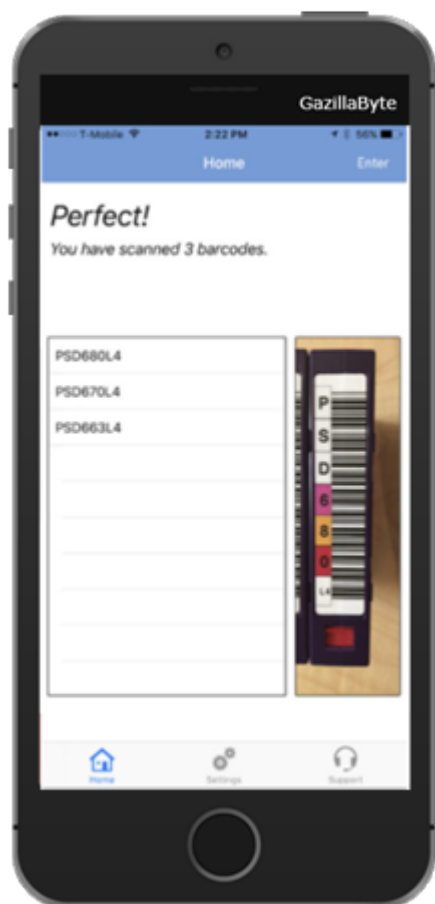 GazillaByte
T-Mobile 2:22 PM 56%
Home Enter
Perfect!
You have scanned 3 barcodes.
PSD680L4
PSD670L4
PSD663L4
P
S
D
6
8
0
L4
Home Settings Support